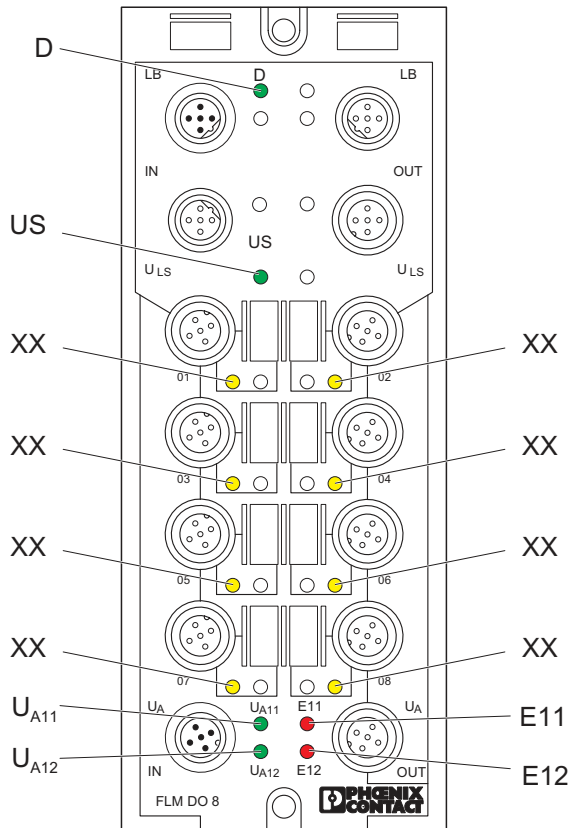 D
LB D LB
IN OUT
US
US
U LS U LS
XX XX
01 02
XX XX
03 04
XX XX
05 06
XX XX
07 08
UA11
UA UA11 E11 UA
E11
UA12
IN UA12 E12 OUT
E12
FLM DO 8
PHŒNIX
CONTACT